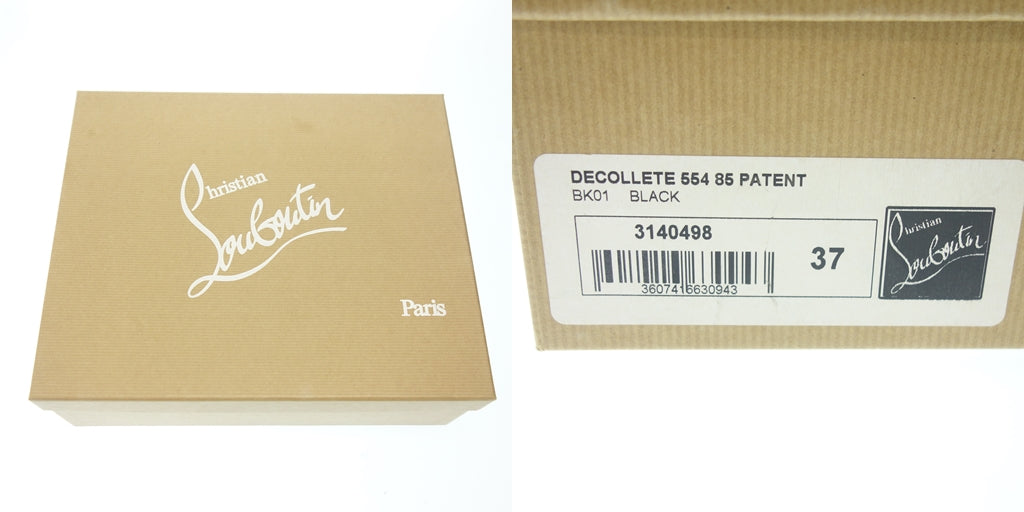 Christian
Louboutin
Paris
DECOLLETE 554 85 PATENT
BK01 BLACK
3140498
37
3607416630943
Christian
Louboutin